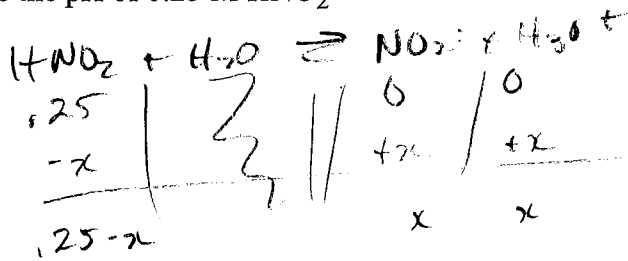 the pH of 0.25 M HNO₂
HNO₂ + H₂O ⇌ NO₂⁻ + H₃O⁺
.25 0 0
-x +x +x
.25-x x x